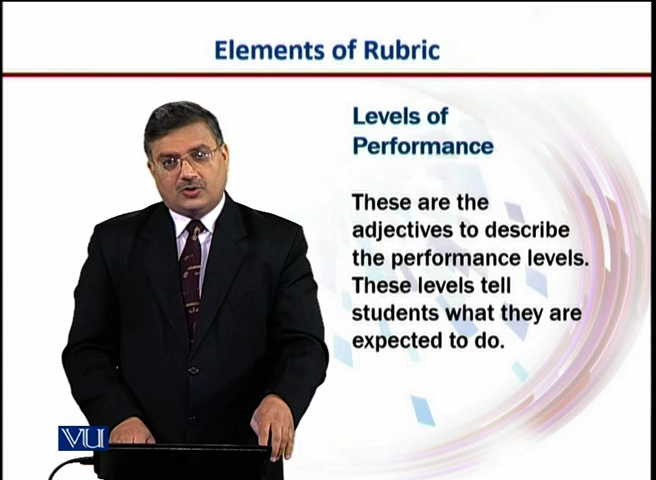 Elements of Rubric
Levels of
Performance
These are the
adjectives to describe
the performance levels.
These levels tell
students what they are
expected to do.
VU